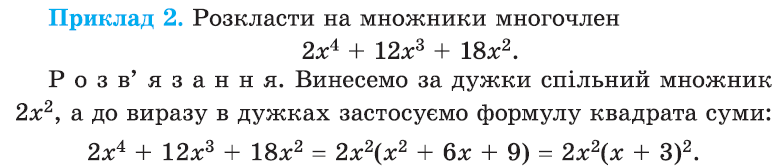 Приклад 2. Розкласти на множники многочлен
2x⁴ + 12x³ + 18x².
Р о з в’ я з а н н я. Винесемо за дужки спільний множник
2x², а до виразу в дужках застосуємо формулу квадрата суми:
2x⁴ + 12x³ + 18x² = 2x²(x² + 6x + 9) = 2x²(x + 3)².